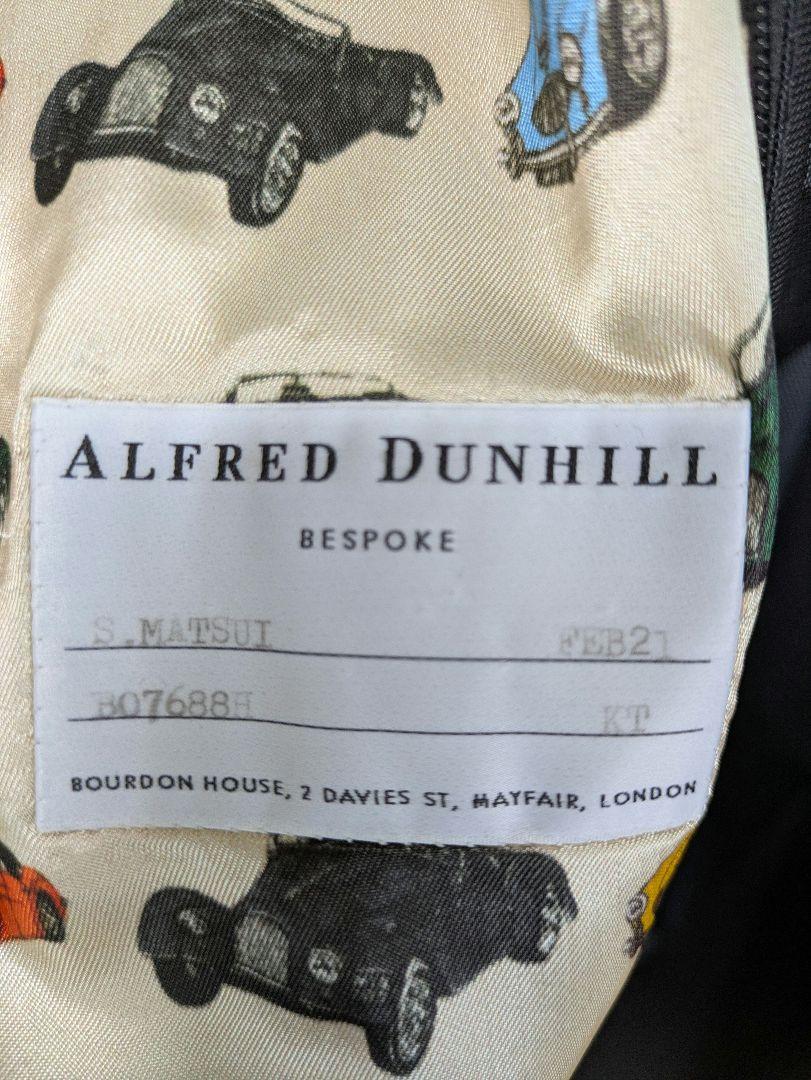 ALFRED DUNHILL
BESPOKE
S.MATSUI FEB21
B07688H KT
BOURDON HOUSE, 2 DAVIES ST, MAYFAIR, LONDON